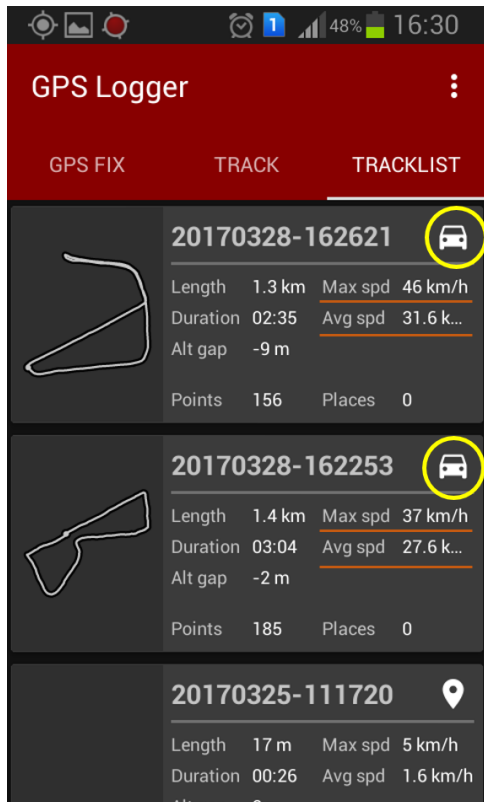 1 48% 16:30
GPS Logger
GPS FIX TRACK TRACKLIST
20170328-162621
Length 1.3 km Max spd 46 km/h
Duration 02:35 Avg spd 31.6 k...
Alt gap -9 m
Points 156 Places 0
20170328-162253
Length 1.4 km Max spd 37 km/h
Duration 03:04 Avg spd 27.6 k...
Alt gap -2 m
Points 185 Places 0
20170325-111720
Length 17 m Max spd 5 km/h
Duration 00:26 Avg spd 1.6 km/h